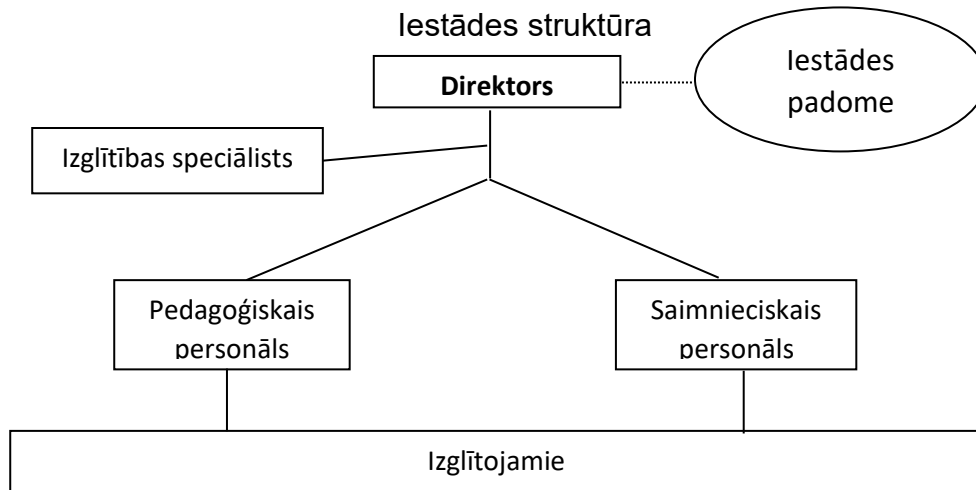 Iestādes struktūra
Direktors
Iestādes
padome
Izglītības speciālists
Pedagoģiskais
personāls
Saimnieciskais
personāls
Izglītojamie